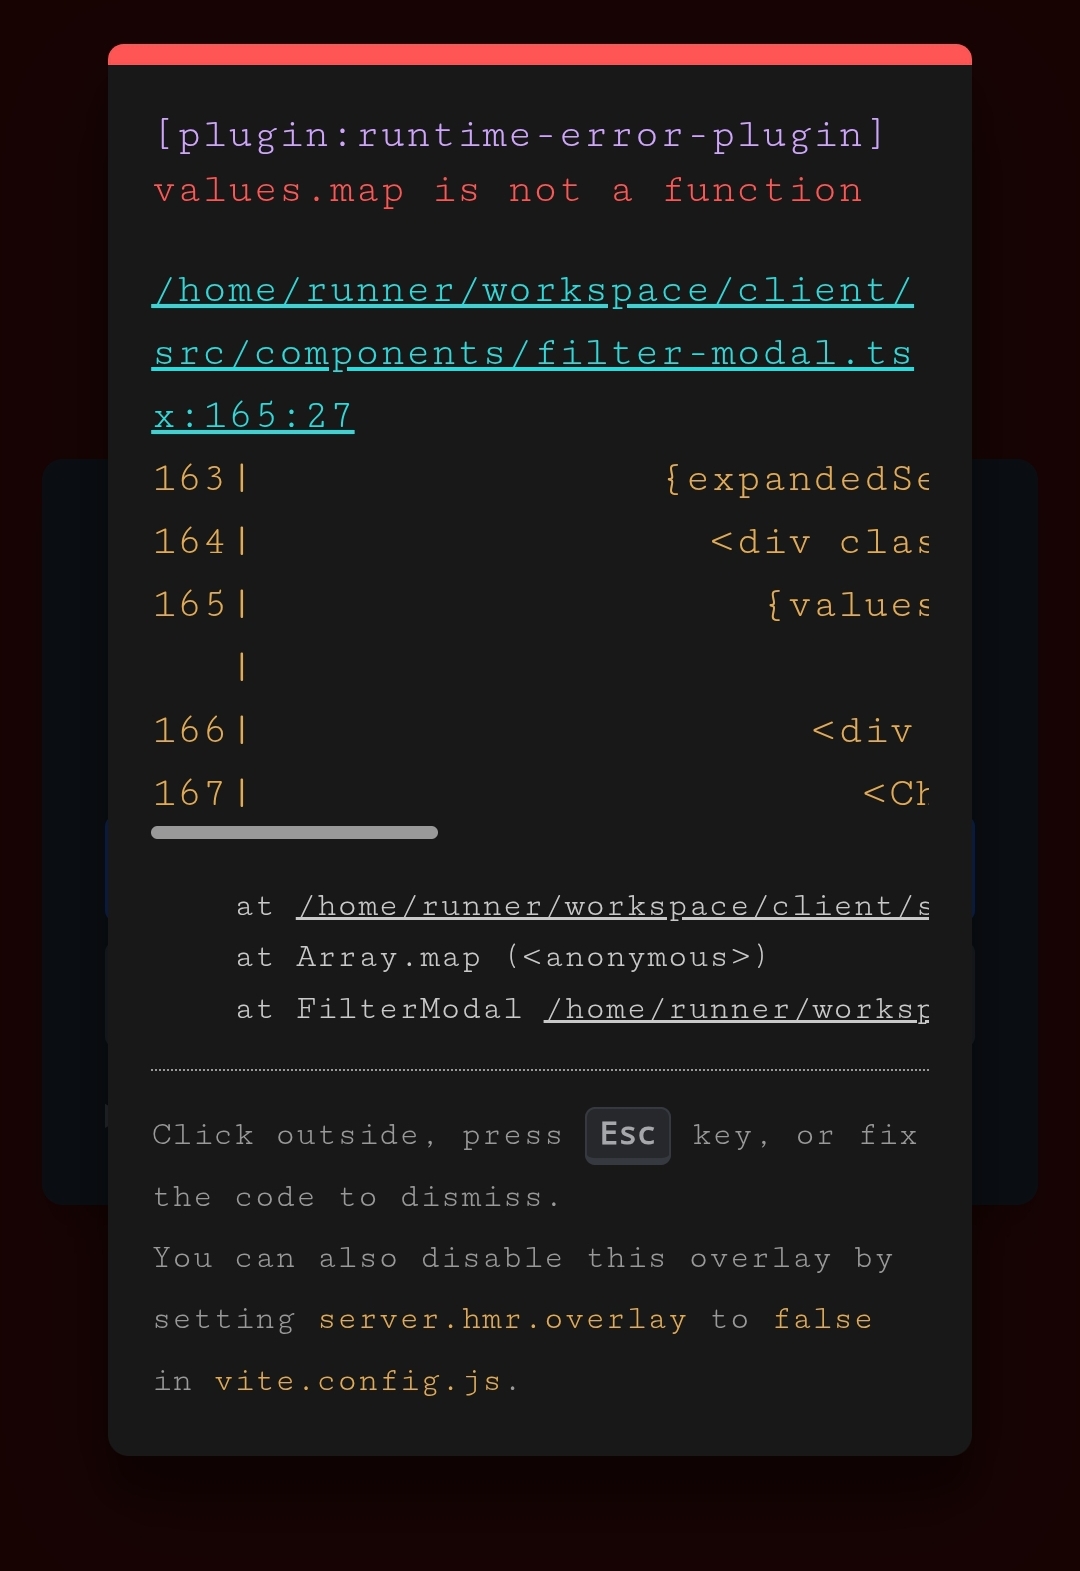 [plugin:runtime-error-plugin]
values.map is not a function
/home/runner/workspace/client/
src/components/filter-modal.ts
x:165:27
163|                 {expandedSe
164|                   <div clas
165|                     {values
   |
166|                       <div
167|                         <Ch
at /home/runner/workspace/client/s
at Array.map (<anonymous>)
at FilterModal /home/runner/worksp
Click outside, press Esc key, or fix
the code to dismiss.
You can also disable this overlay by
setting server.hmr.overlay to false
in vite.config.js.